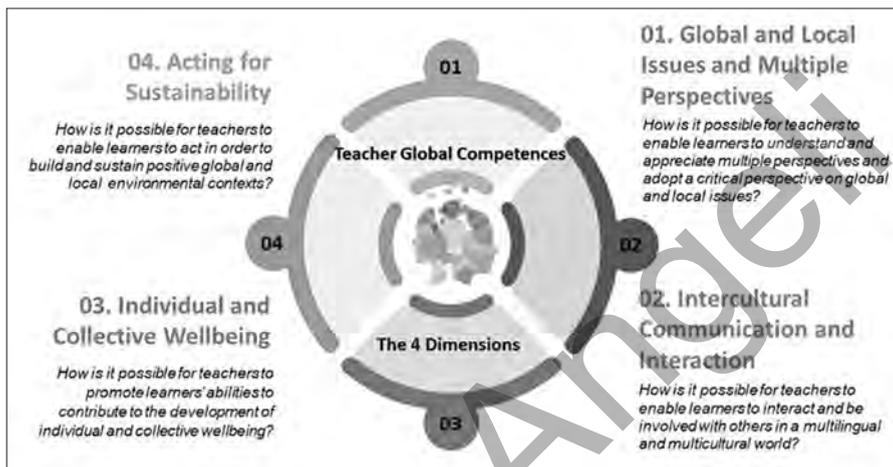 01. Global and Local
Issues and Multiple
Perspectives
How is it possible for teachers to
enable learners to understand and
appreciate multiple perspectives and
adopt a critical perspective on global
and local issues?
02. Intercultural
Communication and
Interaction
How is it possible for teachers to
enable learners to interact and be
involved with others in a multilingual
and multicultural world?
03. Individual and
Collective Wellbeing
How is it possible for teachers to
promote learners' abilities to
contribute to the development of
individual and collective wellbeing?
04. Acting for
Sustainability
How is it possible for teachers to
enable learners to act in order to
build and sustain positive global and
local environmental contexts?
01
Teacher Global Competences
04
02
The 4 Dimensions
03
Angeli